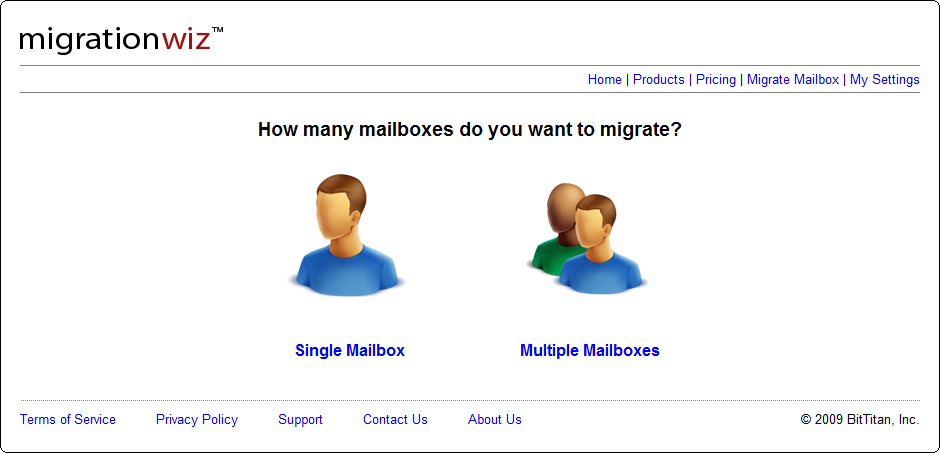 migrationwiz™
Home | Products | Pricing | Migrate Mailbox | My Settings
How many mailboxes do you want to migrate?
Single Mailbox Multiple Mailboxes
Terms of Service Privacy Policy Support Contact Us About Us © 2009 BitTitan, Inc.